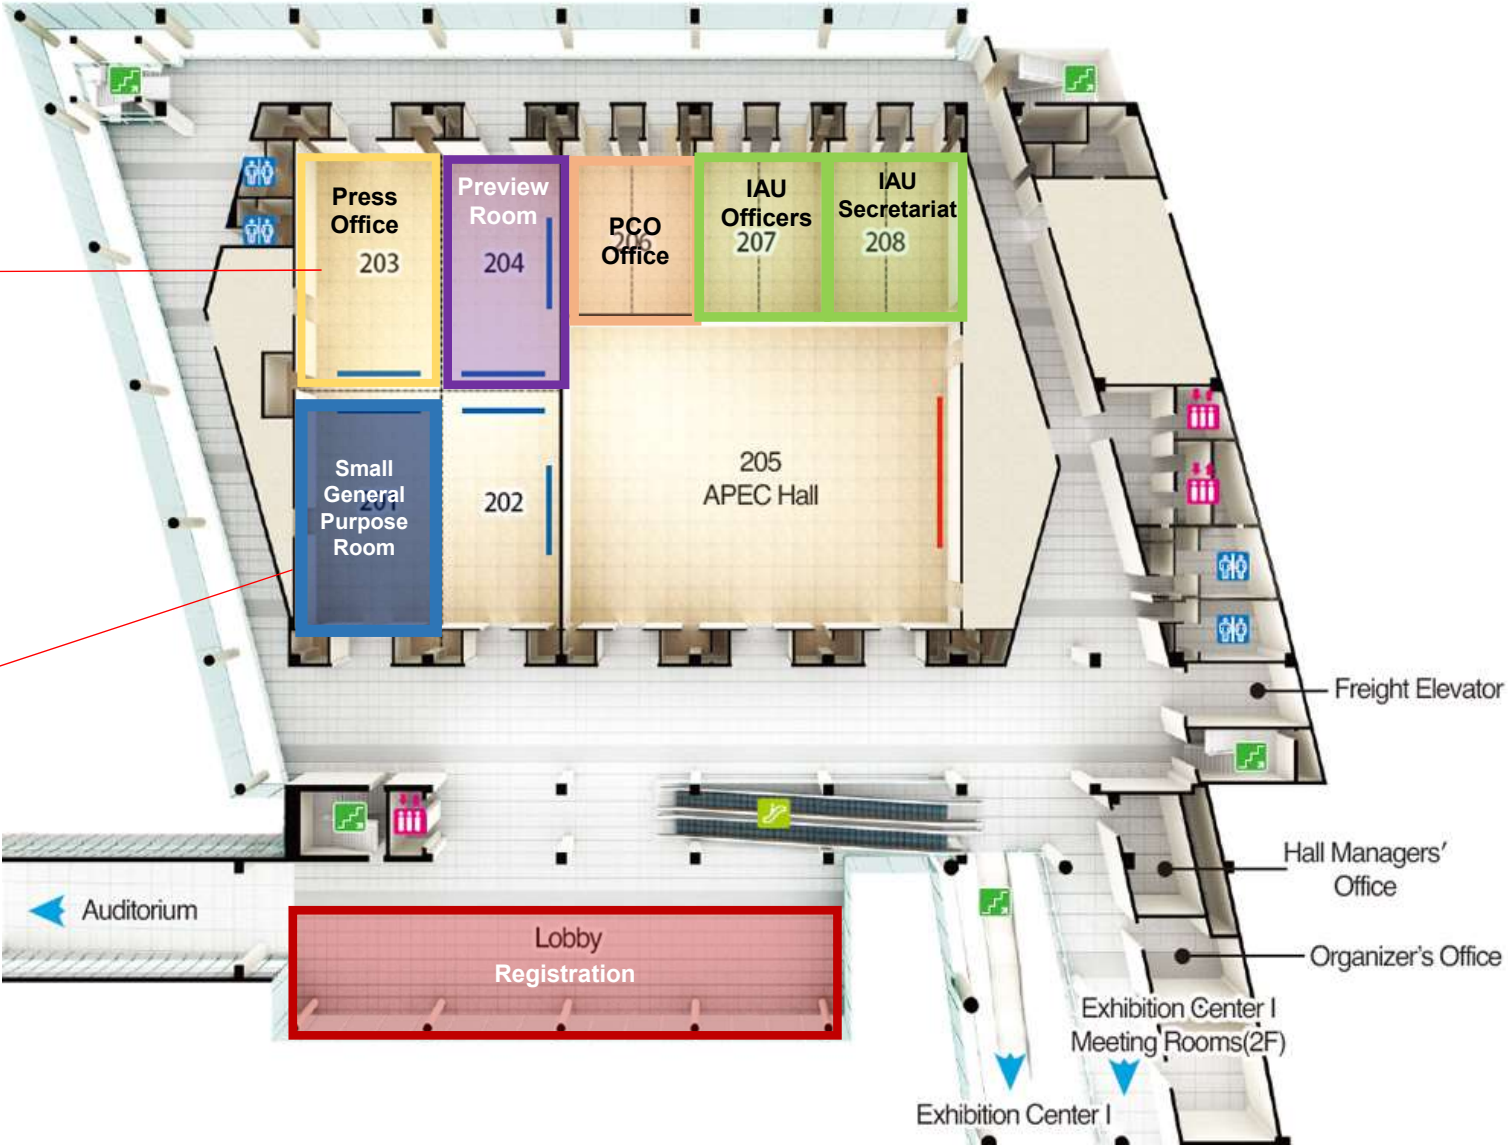 Press
Office
203
Preview
Room
204
PCO
206
Office
IAU
Officers
207
IAU
Secretariat
208
Small
General
201
Purpose
Room
202
205
APEC Hall
Freight Elevator
Hall Managers'
Office
Auditorium
Lobby
Registration
Organizer's Office
Exhibition Center I
Meeting Rooms(2F)
Exhibition Center I